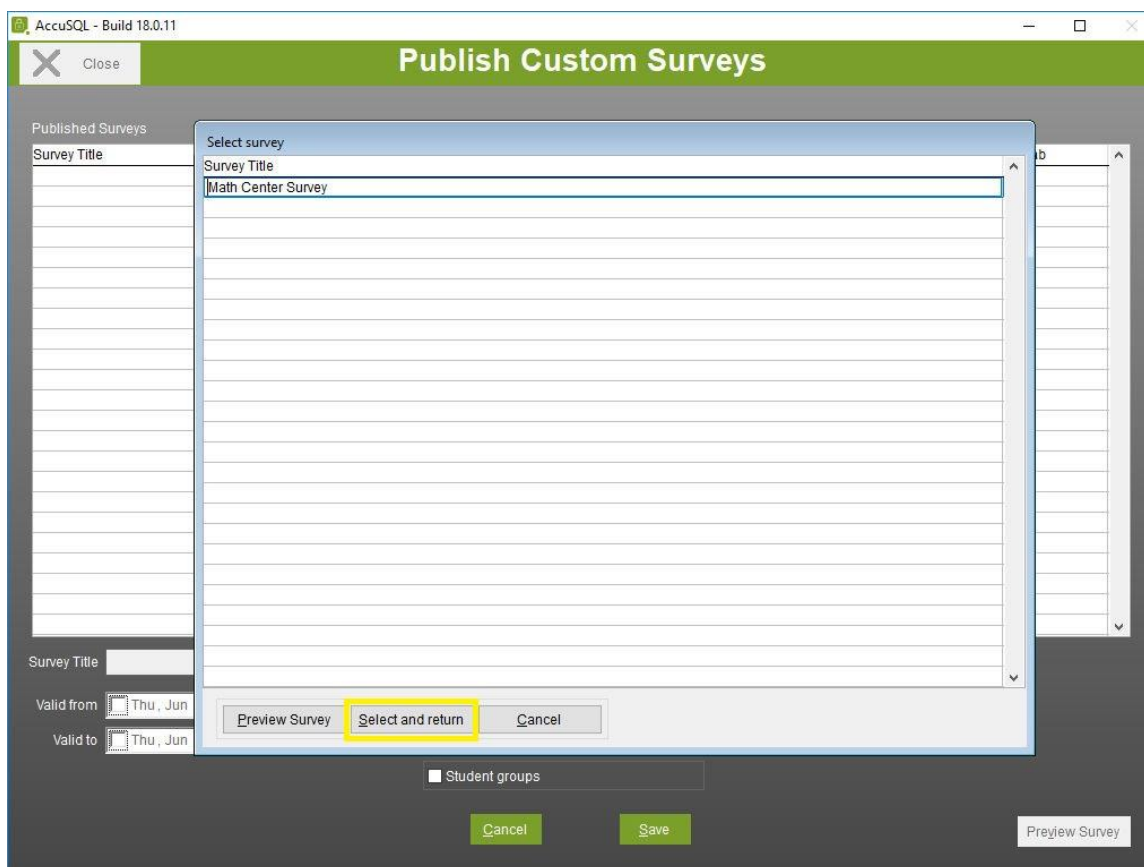 AccuSQL - Build 18.0.11
Close
Publish Custom Surveys
Published Surveys
Survey Title
Select survey
Survey Title
Math Center Survey
Survey Title
Valid from
Thu , Jun
Valid to
Thu , Jun
Preview Survey
Select and return
Cancel
Student groups
Cancel
Save
Preview Survey